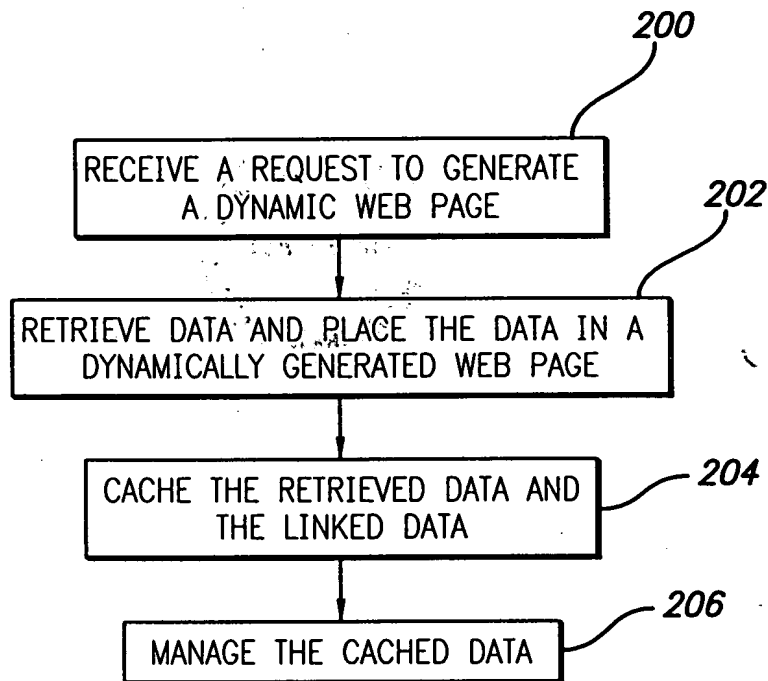 200
RECEIVE A REQUEST TO GENERATE
A DYNAMIC WEB PAGE
202
RETRIEVE DATA AND PLACE THE DATA IN A
DYNAMICALLY GENERATED WEB PAGE
CACHE THE RETRIEVED DATA AND
THE LINKED DATA
204
MANAGE THE CACHED DATA
206